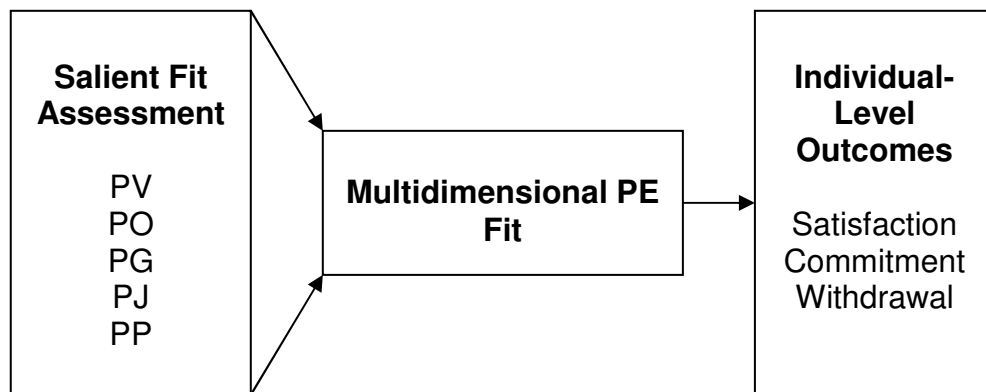 Salient Fit
Assessment
PV
PO
PG
PJ
PP
Multidimensional PE
Fit
Individual-
Level
Outcomes
Satisfaction
Commitment
Withdrawal